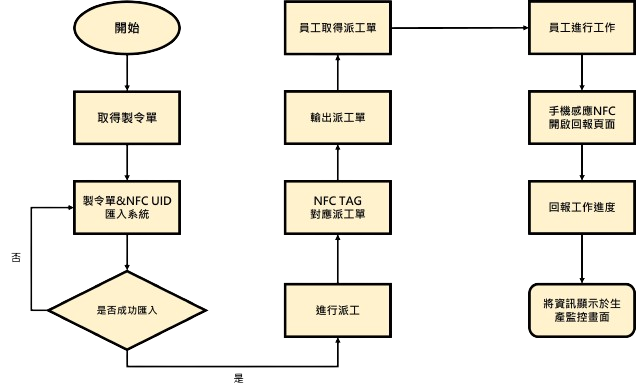 開始
取得製令單
製令單&NFC UID
匯入系統
是否成功匯入
否
是
進行派工
NFC TAG
對應派工單
輸出派工單
員工取得派工單
員工進行工作
手機感應NFC
開啟回報頁面
回報工作進度
將資訊顯示於生
產監控畫面